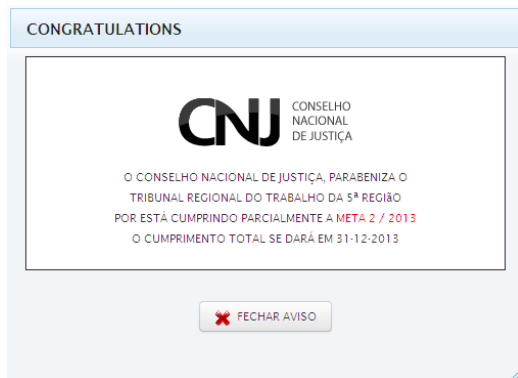 CONGRATULATIONS
CNJ
CONSELHO
NACIONAL
DE JUSTIÇA
O CONSELHO NACIONAL DE JUSTIÇA, PARABENIZA O
TRIBUNAL REGIONAL DO TRABALHO DA 5ª REGIãO
POR ESTÁ CUMPRINDO PARCIALMENTE A META 2 / 2013
O CUMPRIMENTO TOTAL SE DARÁ EM 31-12-2013
FECHAR AVISO